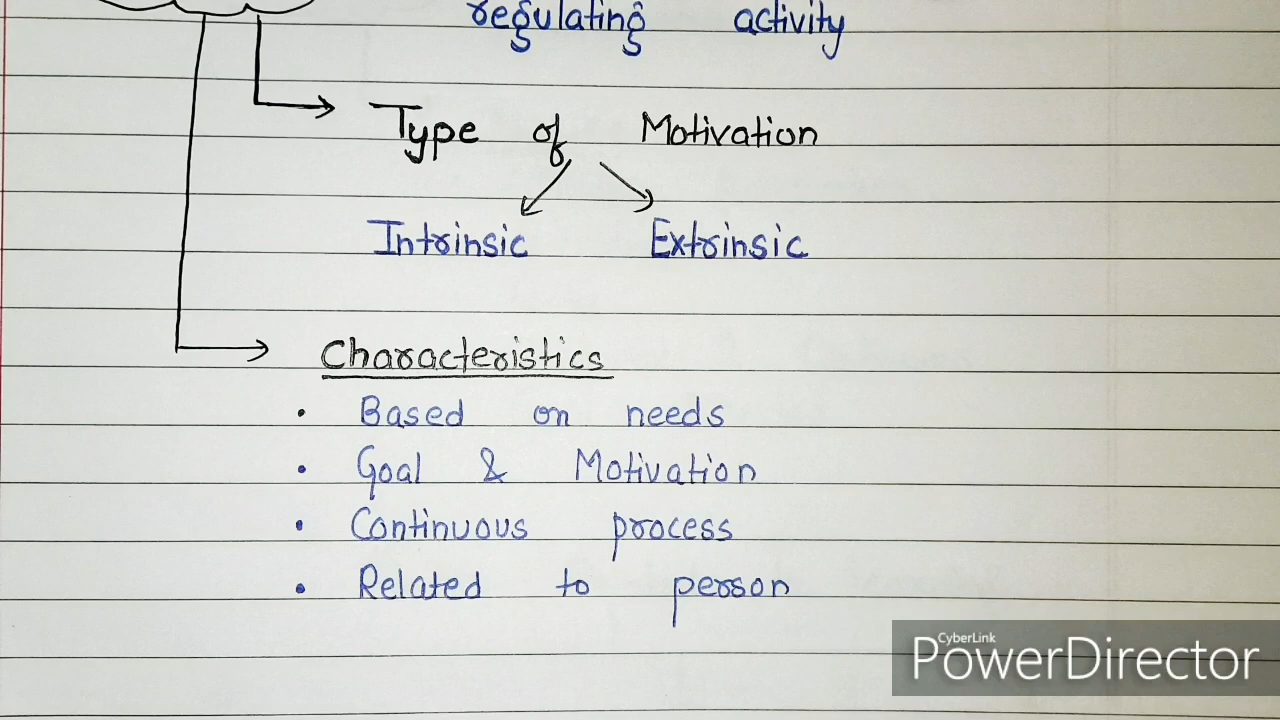 regulating activity
Type of Motivation
Intrinsic Extrinsic
Characteristics
• Based on needs
• Goal & Motivation
• Continuous process
• Related to person
CyberLink
PowerDirector